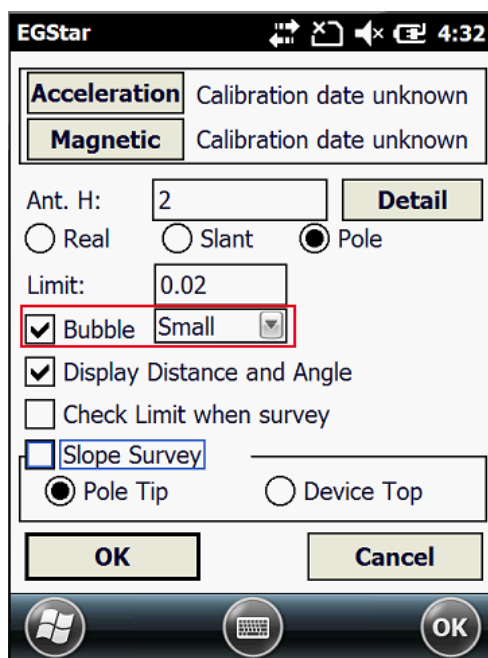 EGStar 4:32
Acceleration Calibration date unknown
Magnetic Calibration date unknown
Ant. H: 2 Detail
Real Slant Pole
Limit: 0.02
Bubble Small
Display Distance and Angle
Check Limit when survey
Slope Survey
Pole Tip Device Top
OK Cancel
OK